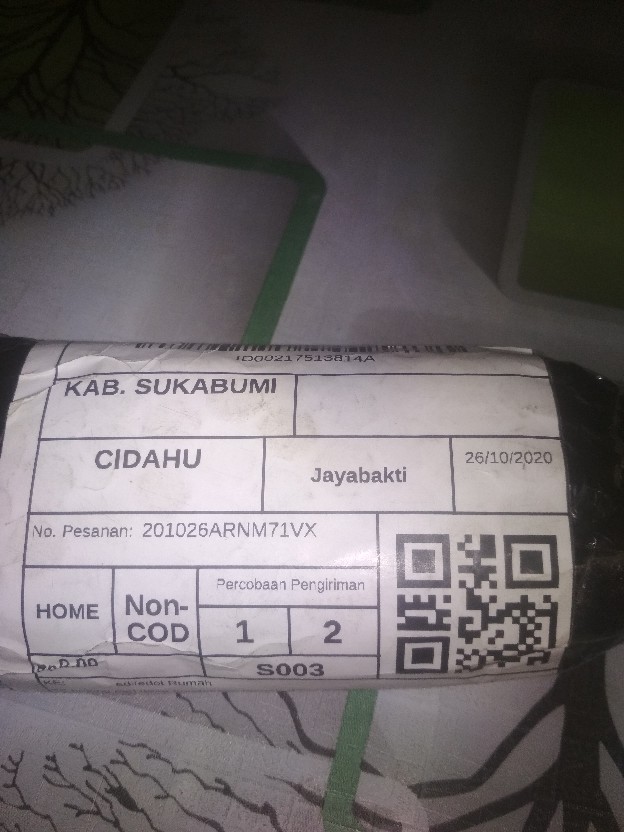 ID00217513814A
KAB. SUKABUMI
CIDAHU
Jayabakti
26/10/2020
No. Pesanan: 201026ARNM71VX
HOME
Non-COD
Percobaan Pengiriman
1
2
S003
Rumah